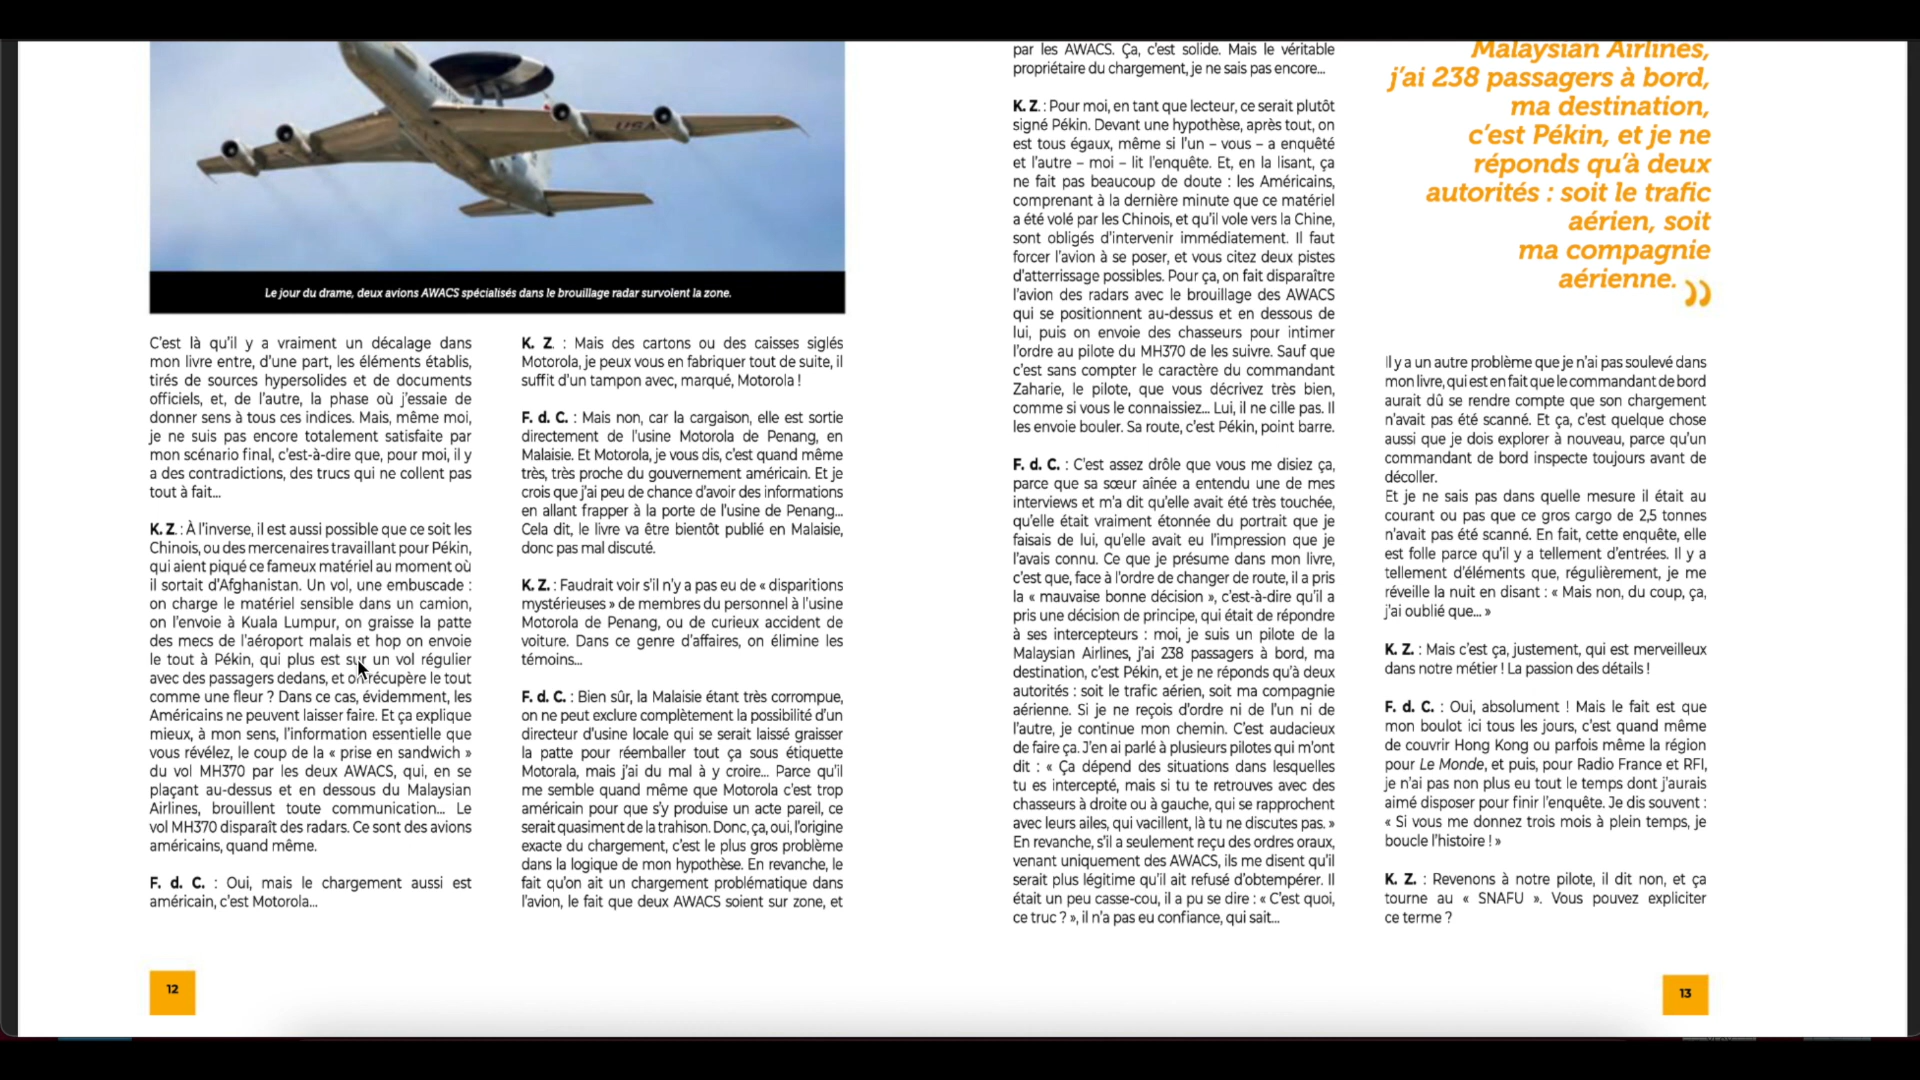 USA
Le jour du drame, deux avions AWACS spécialisés dans le brouillage radar survolent la zone.
C'est là qu'il y a vraiment un décalage dans
mon livre entre, d'une part, les éléments établis,
tirés de sources hypersolides et de documents
officiels, et, de l'autre, la phase où j'essaie de
donner sens à tous ces indices. Mais, même moi,
je ne suis pas encore totalement satisfaite par
mon scénario final, c'est-à-dire que, pour moi, il y
a des contradictions, des trucs qui ne collent pas
tout à fait...
K. Z. : À l'inverse, il est aussi possible que ce soit les
Chinois, ou des mercenaires travaillant pour Pékin,
qui aient piqué ce fameux matériel au moment où
il sortait d'Afghanistan. Un vol, une embuscade :
on charge le matériel sensible dans un camion,
on l'envoie à Kuala Lumpur, on graisse la patte
des mecs de l'aéroport malais et hop on envoie
le tout à Pékin, qui plus est sur un vol régulier
avec des passagers dedans, et on récupère le tout
comme une fleur ? Dans ce cas, évidemment, les
Américains ne peuvent laisser faire. Et ça explique
mieux, à mon sens, l'information essentielle que
vous révélez, le coup de la « prise en sandwich »
du vol MH370 par les deux AWACS, qui, en se
plaçant au-dessus et en dessous du Malaysian
Airlines, brouillent toute communication... Le
vol MH370 disparaît des radars. Ce sont des avions
américains, quand même.
F. d. C. : Oui, mais le chargement aussi est
américain, c'est Motorola...
K. Z. : Mais des cartons ou des caisses siglés
Motorola, je peux vous en fabriquer tout de suite, il
suffit d'un tampon avec, marqué, Motorola !
F. d. C. : Mais non, car la cargaison, elle est sortie
directement de l'usine Motorola de Penang, en
Malaisie. Et Motorola, je vous dis, c'est quand même
très, très proche du gouvernement américain. Et je
crois que j'ai peu de chance d'avoir des informations
en allant frapper à la porte de l'usine de Penang...
Cela dit, le livre va être bientôt publié en Malaisie,
donc pas mal discuté.
K. Z. : Faudrait voir s'il n'y a pas eu de « disparitions
mystérieuses » de membres du personnel à l'usine
Motorola de Penang, ou de curieux accident de
voiture. Dans ce genre d'affaires, on élimine les
témoins...
F. d. C. : Bien sûr, la Malaisie étant très corrompue,
on ne peut exclure complètement la possibilité d'un
directeur d'usine locale qui se serait laissé graisser
la patte pour réemballer tout ça sous étiquette
Motorala, mais j'ai du mal à y croire... Parce qu'il
me semble quand même que Motorola c'est trop
américain pour que s'y produise un acte pareil, ce
serait quasiment de la trahison. Donc, ça, oui, l'origine
exacte du chargement, c'est le plus gros problème
dans la logique de mon hypothèse. En revanche, le
fait qu'on ait un chargement problématique dans
l'avion, le fait que deux AWACS soient sur zone, et
12
par les AWACS. Ça, c'est solide. Mais le véritable
propriétaire du chargement, je ne sais pas encore...
K. Z. : Pour moi, en tant que lecteur, ce serait plutôt
signé Pékin. Devant une hypothèse, après tout, on
est tous égaux, même si l'un – vous – a enquêté
et l'autre – moi – lit l'enquête. Et, en la lisant, ça
ne fait pas beaucoup de doute : les Américains,
comprenant à la dernière minute que ce matériel
a été volé par les Chinois, et qu'il vole vers la Chine,
sont obligés d'intervenir immédiatement. Il faut
forcer l'avion à se poser, et vous citez deux pistes
d'atterrissage possibles. Pour ça, on fait disparaître
l'avion des radars avec le brouillage des AWACS
qui se positionnent au-dessus et en dessous de
lui, puis on envoie des chasseurs pour intimer
l'ordre au pilote du MH370 de les suivre. Sauf que
c'est sans compter le caractère du commandant
Zaharie, le pilote, que vous décrivez très bien,
comme si vous le connaissiez... Lui, il ne cille pas. Il
les envoie bouler. Sa route, c'est Pékin, point barre.
F. d. C. : C'est assez drôle que vous me disiez ça,
parce que sa sœur aînée a entendu une de mes
interviews et m'a dit qu'elle avait été très touchée,
qu'elle était vraiment étonnée du portrait que je
faisais de lui, qu'elle avait eu l'impression que je
l'avais connu. Ce que je présume dans mon livre,
c'est que, face à l'ordre de changer de route, il a pris
la « mauvaise bonne décision », c'est-à-dire qu'il a
pris une décision de principe, qui était de répondre
à ses intercepteurs : moi, je suis un pilote de la
Malaysian Airlines, j'ai 238 passagers à bord, ma
destination, c'est Pékin, et je ne réponds qu'à deux
autorités : soit le trafic aérien, soit ma compagnie
aérienne. Si je ne reçois d'ordre ni de l'un ni de
l'autre, je continue mon chemin. C'est audacieux
de faire ça. J'en ai parlé à plusieurs pilotes qui m'ont
dit : « Ça dépend des situations dans lesquelles
tu es intercepté, mais si tu te retrouves avec des
chasseurs à droite ou à gauche, qui se rapprochent
avec leurs ailes, qui vacillent, là tu ne discutes pas. »
En revanche, s'il a seulement reçu des ordres oraux,
venant uniquement des AWACS, ils me disent qu'il
serait plus légitime qu'il ait refusé d'obtempérer. Il
était un peu casse-cou, il a pu se dire : « C'est quoi,
ce truc ? », il n'a pas eu confiance, qui sait...
Malaysian Airlines,
j'ai 238 passagers à bord,
ma destination,
c'est Pékin, et je ne
réponds qu'à deux
autorités : soit le trafic
aérien, soit
ma compagnie
aérienne. »
Il y a un autre problème que je n'ai pas soulevé dans
mon livre, qui est en fait que le commandant de bord
aurait dû se rendre compte que son chargement
n'avait pas été scanné. Et ça, c'est quelque chose
aussi que je dois explorer à nouveau, parce qu'un
commandant de bord inspecte toujours avant de
décoller.
Et je ne sais pas dans quelle mesure il était au
courant ou pas que ce gros cargo de 2,5 tonnes
n'avait pas été scanné. En fait, cette enquête, elle
est folle parce qu'il y a tellement d'entrées. Il y a
tellement d'éléments que, régulièrement, je me
réveille la nuit en disant : « Mais non, du coup, ça,
j'ai oublié que... »
K. Z. : Mais c'est ça, justement, qui est merveilleux
dans notre métier ! La passion des détails !
F. d. C. : Oui, absolument ! Mais le fait est que
mon boulot ici tous les jours, c'est quand même
de couvrir Hong Kong ou parfois même la région
pour Le Monde, et puis, pour Radio France et RFI,
je n'ai pas non plus eu tout le temps dont j'aurais
aimé disposer pour finir l'enquête. Je dis souvent :
« Si vous me donnez trois mois à plein temps, je
boucle l'histoire ! »
K. Z. : Revenons à notre pilote, il dit non, et ça
tourne au « SNAFU ». Vous pouvez expliciter
ce terme ?
13